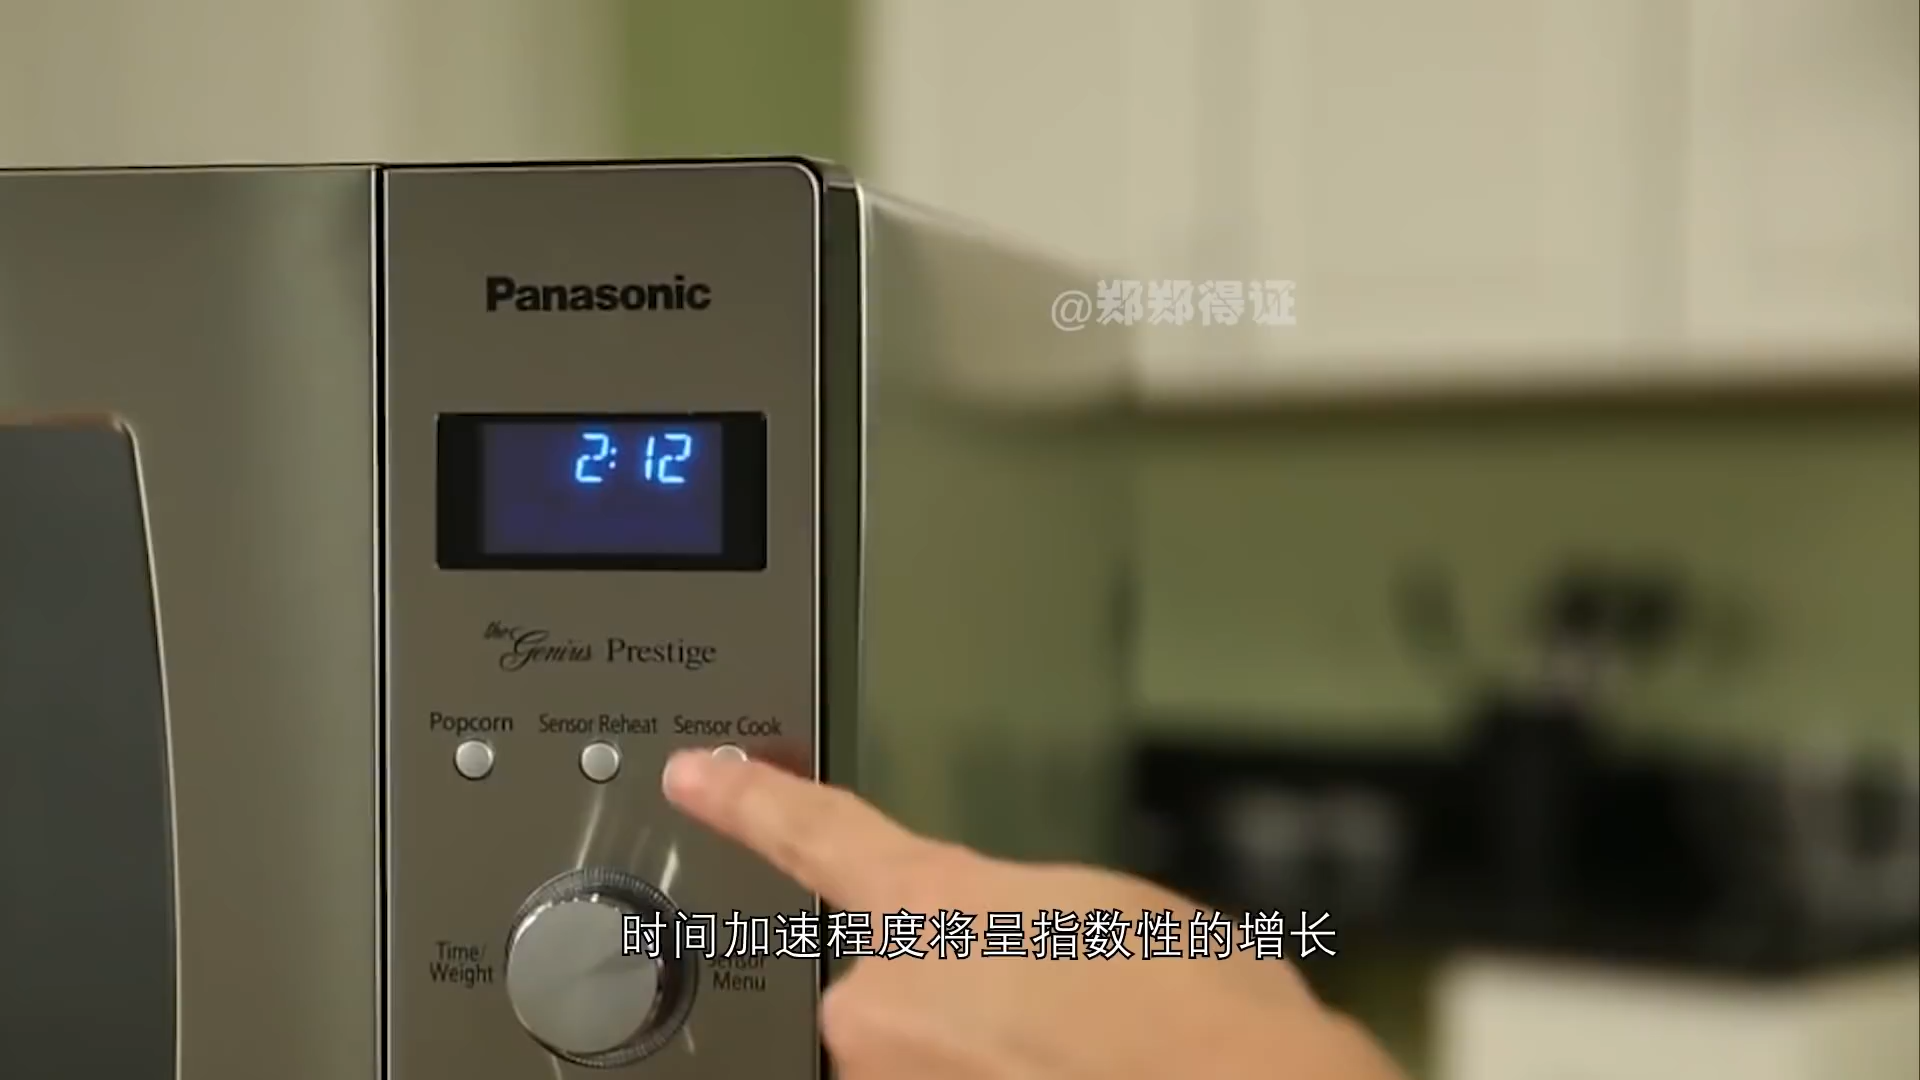 Panasonic
@郑郑得证
2:12
the Genius Prestige
Popcorn
Sensor Reheat
Sensor Cook
时间加速程度将呈指数性的增长
Time/
Weight
Sensor
Menu